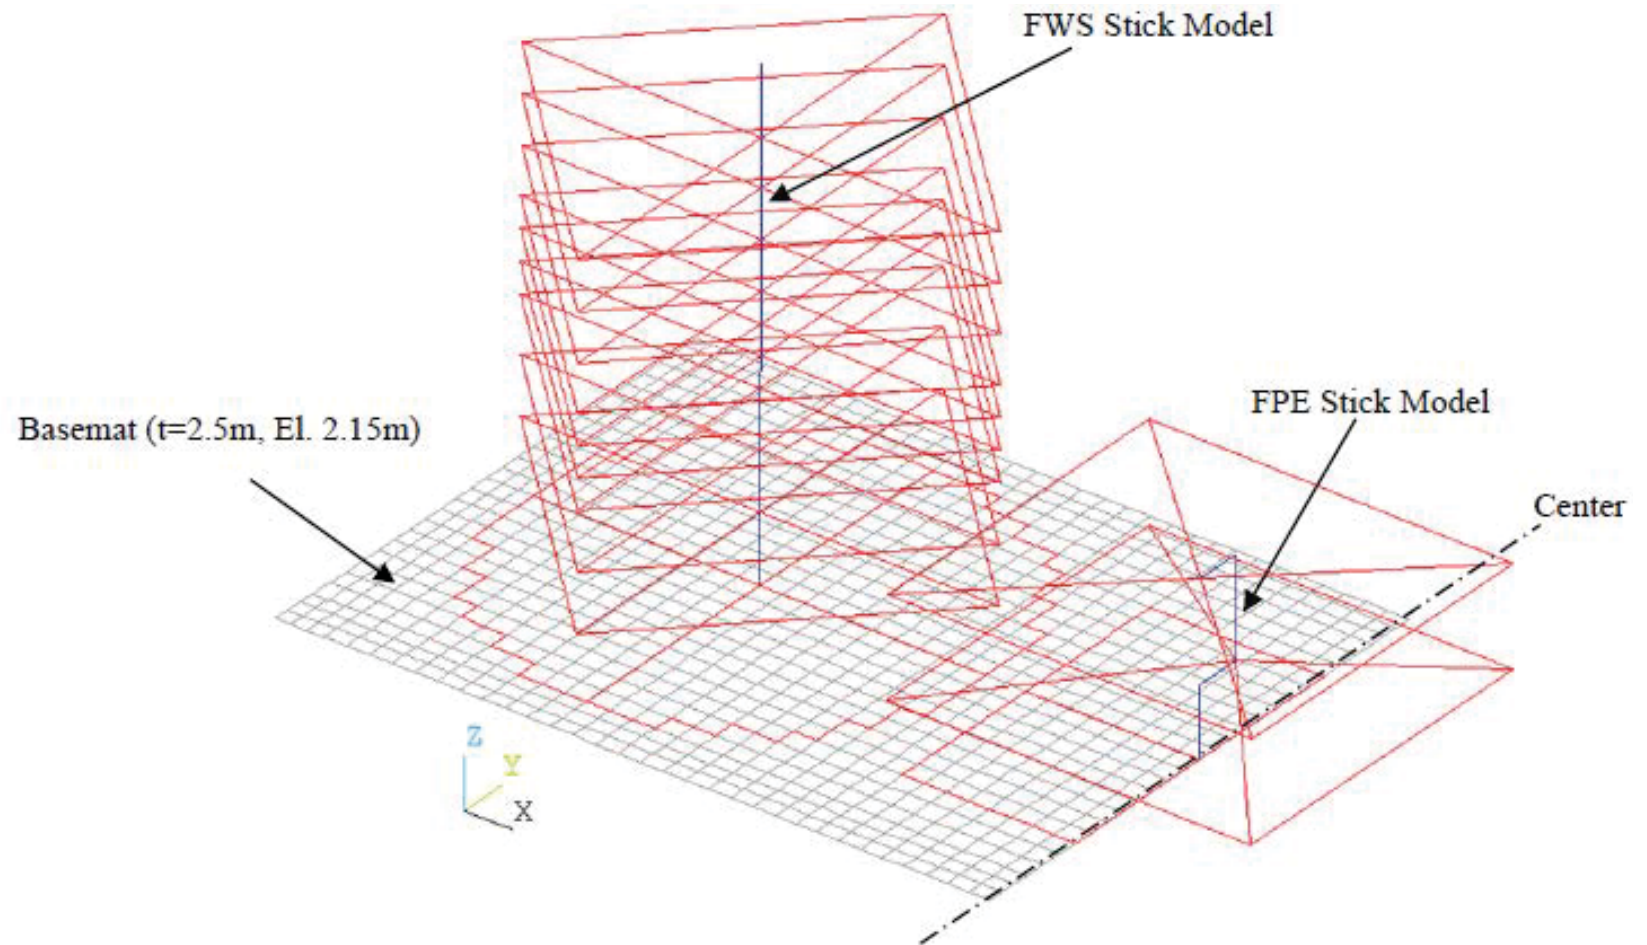 FWS Stick Model
FPE Stick Model
Basemat (t=2.5m, El. 2.15m)
Center
Z
Y
X